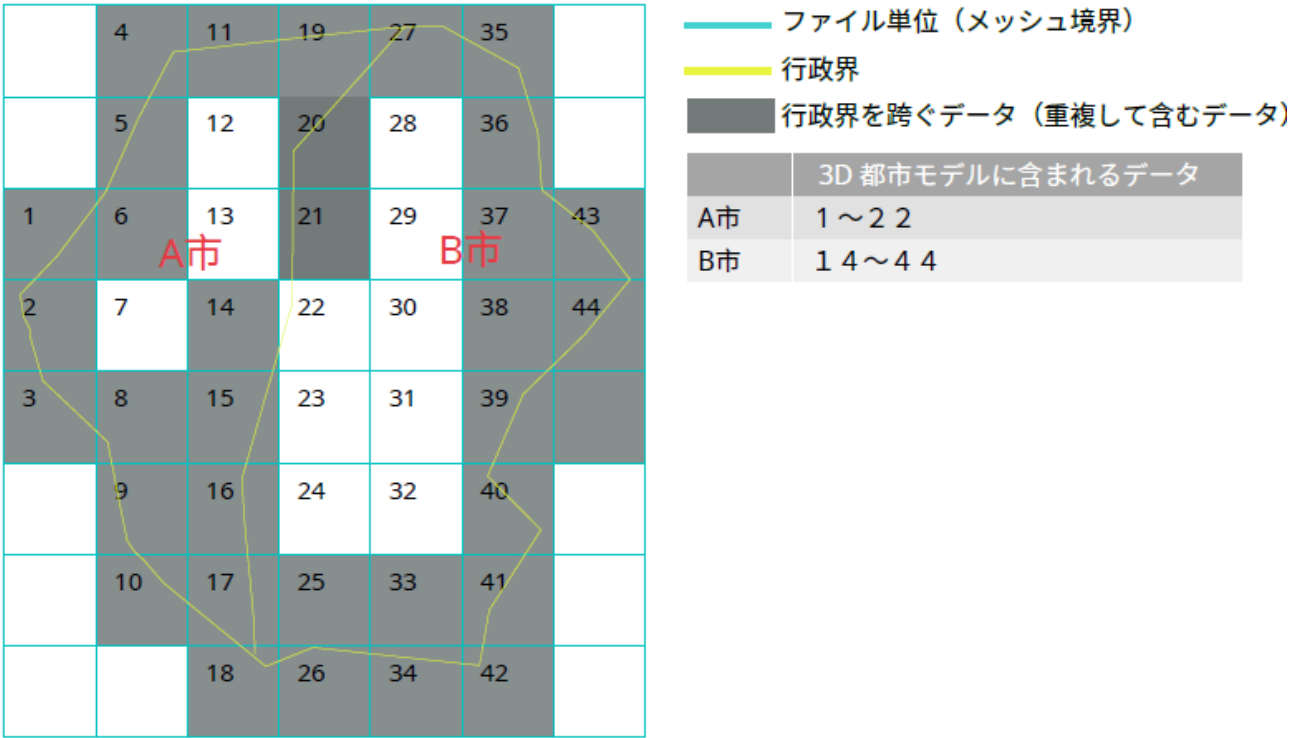 4 11 19 27 35
5 12 20 28 36
1 6 13 21 29 37 43
A市 B市
2 7 14 22 30 38 44
3 8 15 23 31 39
9 16 24 32 40
10 17 25 33 41
18 26 34 42
ファイル単位（メッシュ境界）
行政界
行政界を跨ぐデータ（重複して含むデータ）
3D 都市モデルに含まれるデータ
A市 １～２２
B市 １４～４４